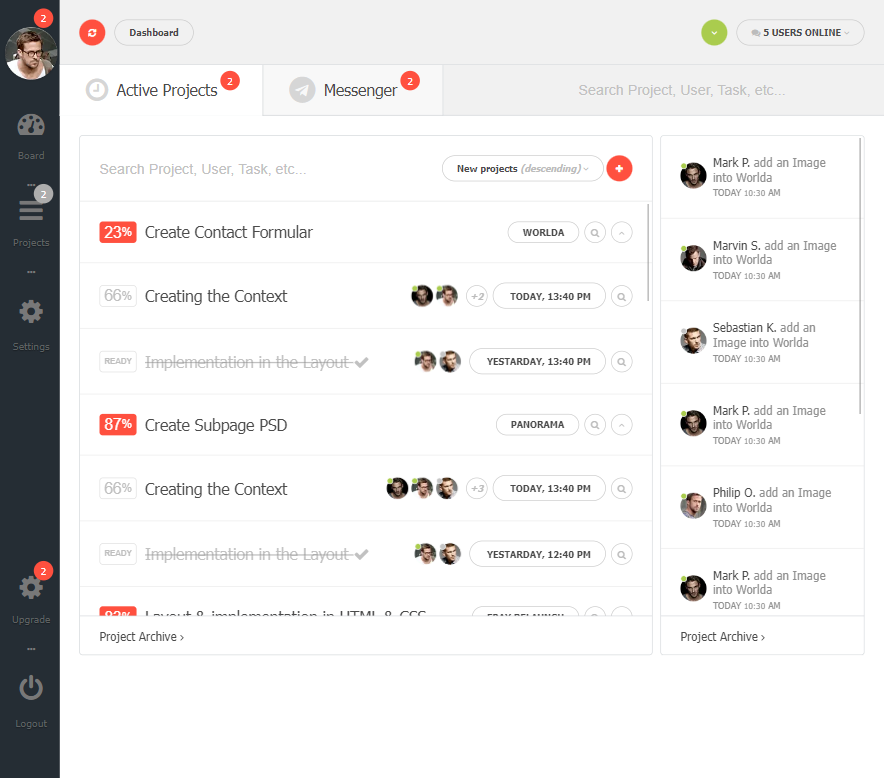 2
Board
...
2
Projects
...
Settings
2
Upgrade
...
Logout
Dashboard
5 USERS ONLINE
Active Projects 2
Messenger 2
Search Project, User, Task, etc...
Search Project, User, Task, etc...
New projects (descending)
23% Create Contact Formular WORLDA
66% Creating the Context +2 TODAY, 13:40 PM
READY Implementation in the Layout YESTARDAY, 13:40 PM
87% Create Subpage PSD PANORAMA
66% Creating the Context +3 TODAY, 13:40 PM
READY Implementation in the Layout YESTARDAY, 12:40 PM
Layout & implementation in HTML & CSS
Project Archive ›
Mark P. add an Image
into Worlda
TODAY 10:30 AM
Marvin S. add an Image
into Worlda
TODAY 10:30 AM
Sebastian K. add an
Image into Worlda
TODAY 10:30 AM
Mark P. add an Image
into Worlda
TODAY 10:30 AM
Philip O. add an Image
into Worlda
TODAY 10:30 AM
Mark P. add an Image
into Worlda
TODAY 10:30 AM
Project Archive ›